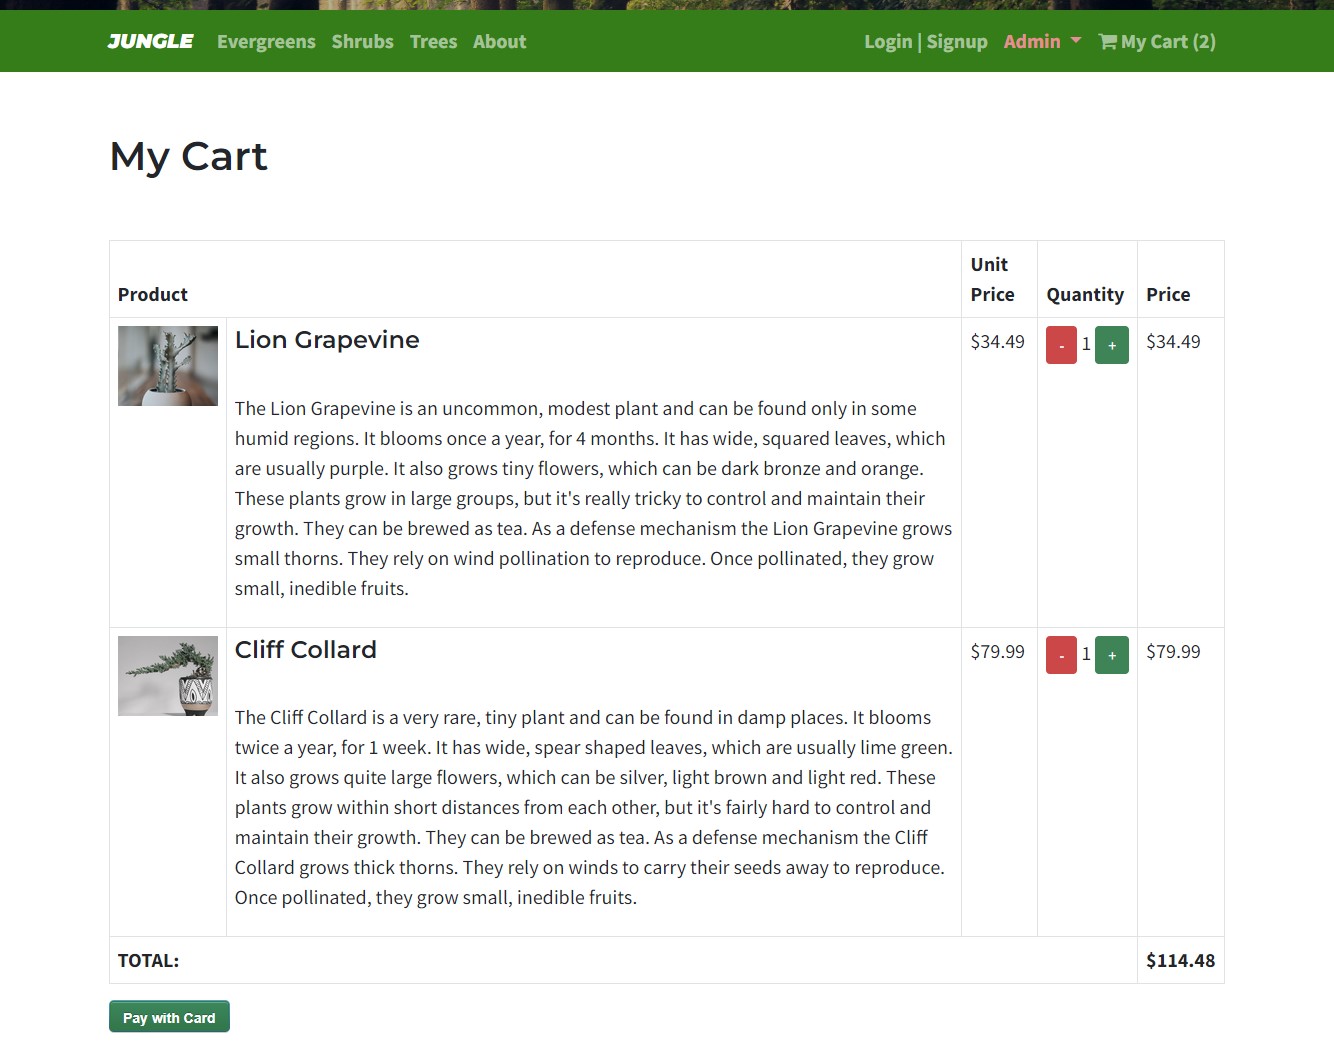 JUNGLE Evergreens Shrubs Trees About Login | Signup Admin My Cart (2)
My Cart
Product Unit Price Quantity Price
Lion Grapevine $34.49 - 1 + $34.49
The Lion Grapevine is an uncommon, modest plant and can be found only in some
humid regions. It blooms once a year, for 4 months. It has wide, squared leaves, which
are usually purple. It also grows tiny flowers, which can be dark bronze and orange.
These plants grow in large groups, but it's really tricky to control and maintain their
growth. They can be brewed as tea. As a defense mechanism the Lion Grapevine grows
small thorns. They rely on wind pollination to reproduce. Once pollinated, they grow
small, inedible fruits.
Cliff Collard $79.99 - 1 + $79.99
The Cliff Collard is a very rare, tiny plant and can be found in damp places. It blooms
twice a year, for 1 week. It has wide, spear shaped leaves, which are usually lime green.
It also grows quite large flowers, which can be silver, light brown and light red. These
plants grow within short distances from each other, but it's fairly hard to control and
maintain their growth. They can be brewed as tea. As a defense mechanism the Cliff
Collard grows thick thorns. They rely on winds to carry their seeds away to reproduce.
Once pollinated, they grow small, inedible fruits.
TOTAL: $114.48
Pay with Card